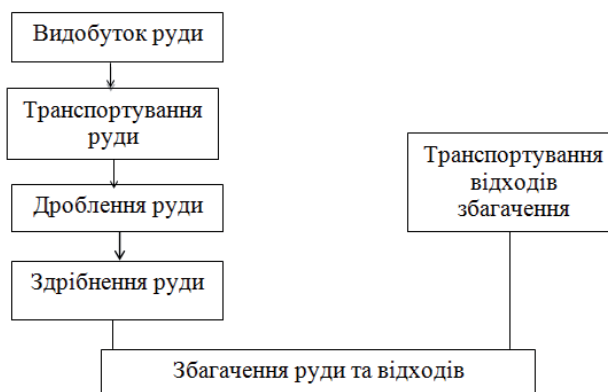 Видобуток руди
Транспортування
руди
Дроблення руди
Здрібнення руди
Транспортування
відходів
збагачення
Збагачення руди та відходів